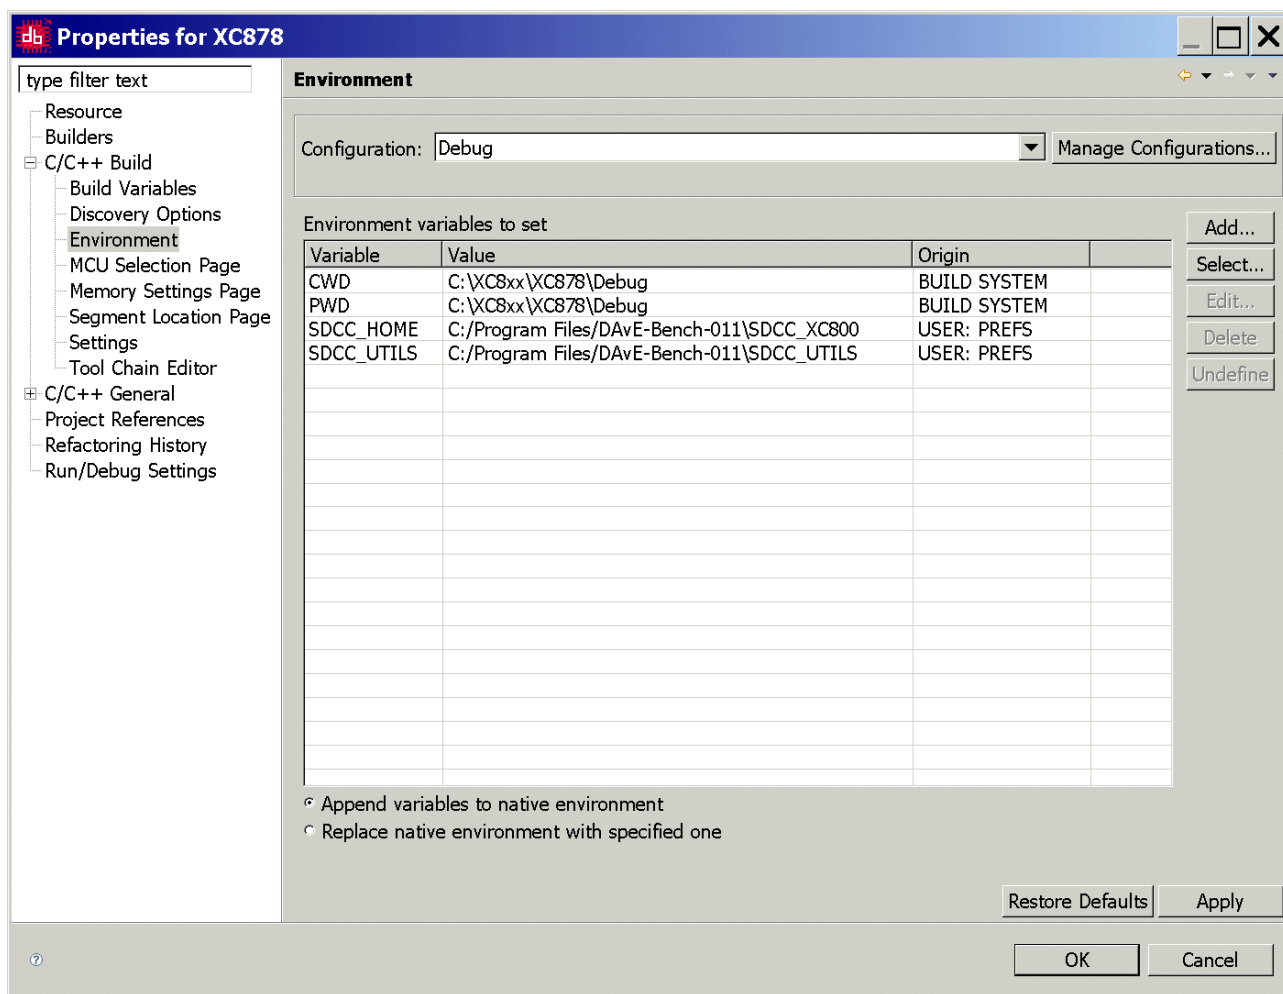 Properties for XC878
type filter text
Resource
Builders
C/C++ Build
Build Variables
Discovery Options
Environment
MCU Selection Page
Memory Settings Page
Segment Location Page
Settings
Tool Chain Editor
C/C++ General
Project References
Refactoring History
Run/Debug Settings
Environment
Configuration: Debug Manage Configurations...
Environment variables to set
Variable Value Origin
CWD C:\XC8xx\XC878\Debug BUILD SYSTEM
PWD C:\XC8xx\XC878\Debug BUILD SYSTEM
SDCC_HOME C:/Program Files/DAvE-Bench-011\SDCC_XC800 USER: PREFS
SDCC_UTILS C:/Program Files/DAvE-Bench-011\SDCC_UTILS USER: PREFS
Add...
Select...
Edit...
Delete
Undefine
Append variables to native environment
Replace native environment with specified one
Restore Defaults Apply
OK Cancel